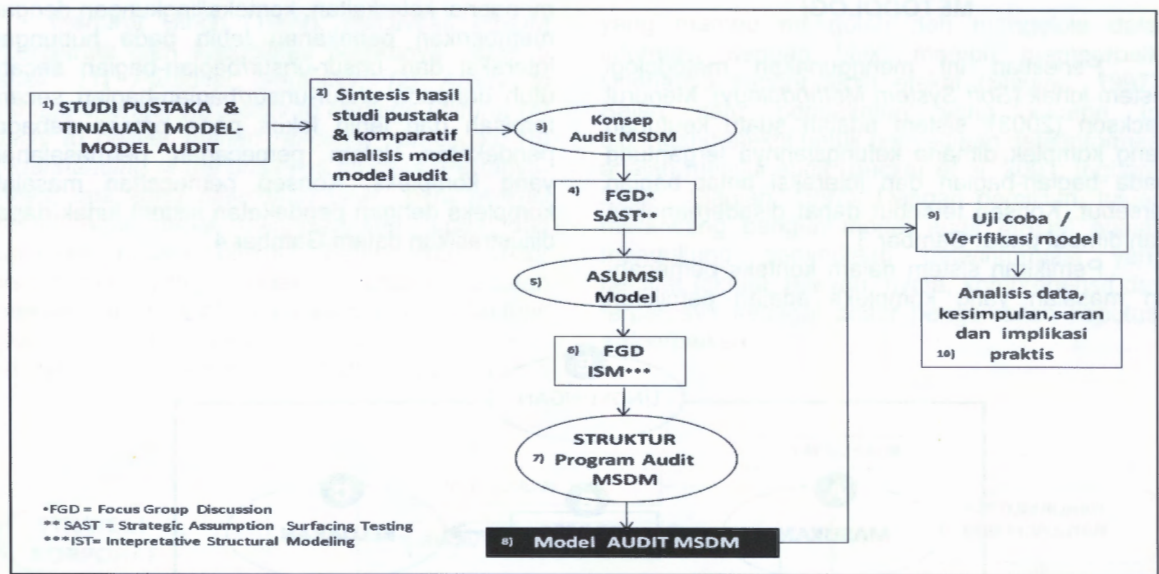 1) STUDI PUSTAKA &
TINJAUAN MODEL-
MODEL AUDIT
2) Sintesis hasil
studi pustaka
& komparatif
analisis model
model audit
3) Konsep
Audit MSDM
4) FGD*
SAST**
5) ASUMSI
Model
6) FGD
ISM***
STRUKTUR
7) Program Audit
MSDM
8) Model AUDIT MSDM
9) Uji coba /
Verifikasi model
Analisis data,
kesimpulan,saran
dan implikasi
10) praktis
*FGD = Focus Group Discussion
** SAST = Strategic Assumption Surfacing Testing
***IST= Intepretative Structural Modeling